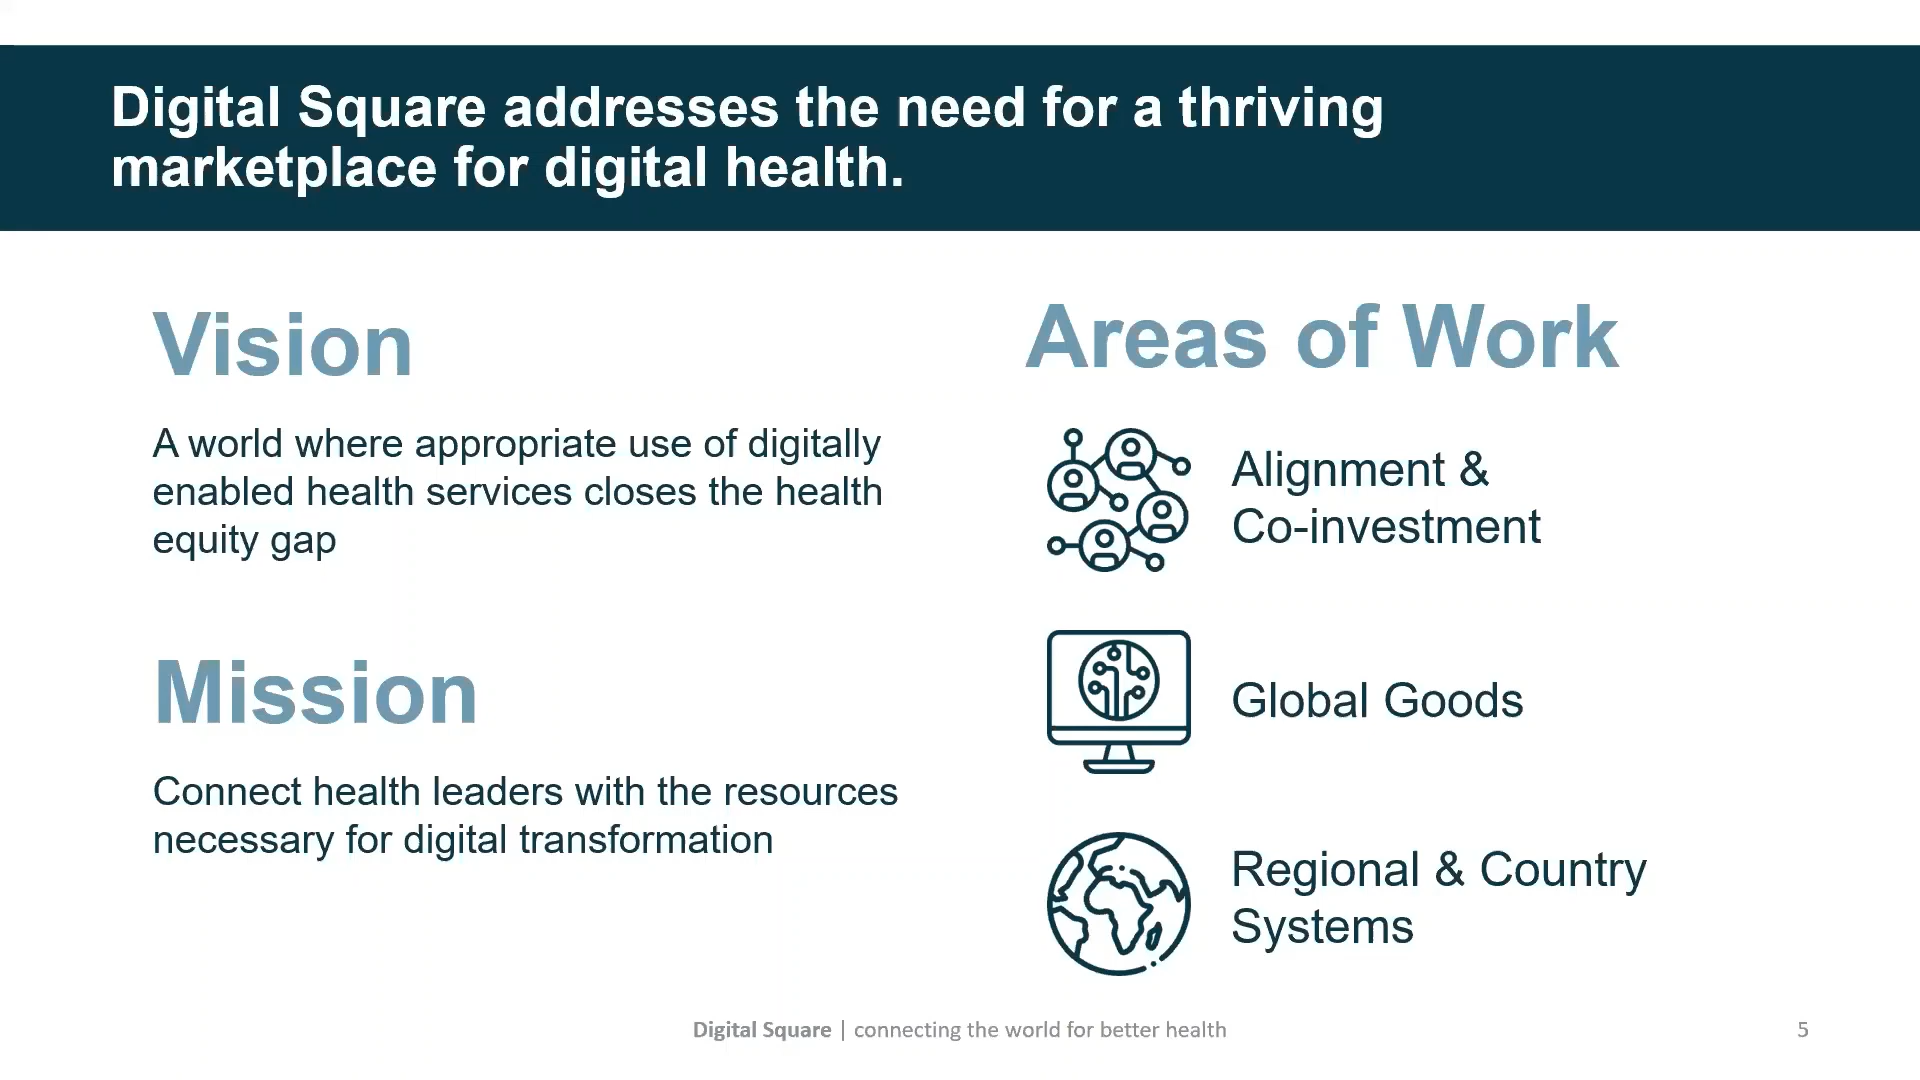 Digital Square addresses the need for a thriving
marketplace for digital health.
Vision
A world where appropriate use of digitally
enabled health services closes the health
equity gap
Mission
Connect health leaders with the resources
necessary for digital transformation
Areas of Work
Alignment &
Co-investment
Global Goods
Regional & Country
Systems
Digital Square | connecting the world for better health
5